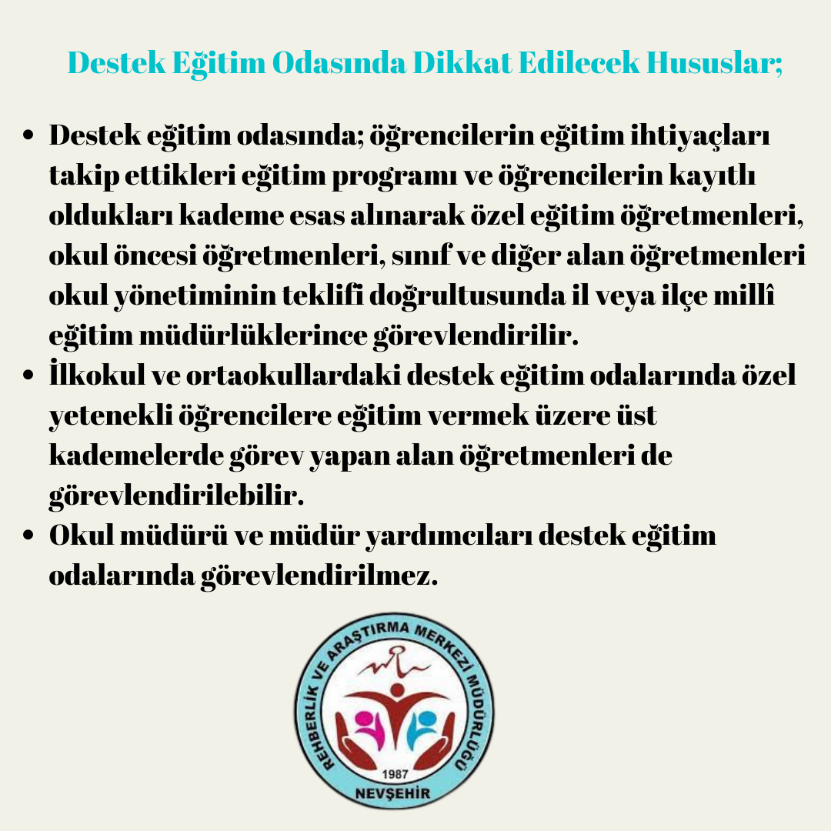 Destek Eğitim Odasında Dikkat Edilecek Hususlar;
• Destek eğitim odasında; öğrencilerin eğitim ihtiyaçları
takip ettikleri eğitim programı ve öğrencilerin kayıtlı
oldukları kademe esas alınarak özel eğitim öğretmenleri,
okul öncesi öğretmenleri, sınıf ve diğer alan öğretmenleri
okul yönetiminin teklifi doğrultusunda il veya ilçe millî
eğitim müdürlüklerince görevlendirilir.
• İlkokul ve ortaokullardaki destek eğitim odalarında özel
yetenekli öğrencilere eğitim vermek üzere üst
kademelerde görev yapan alan öğretmenleri de
görevlendirilebilir.
• Okul müdürü ve müdür yardımcıları destek eğitim
odalarında görevlendirilmez.
REHBERLİK VE ARAŞTIRMA MERKEZİ MÜDÜRLÜĞÜ
1987
NEVŞEHİR